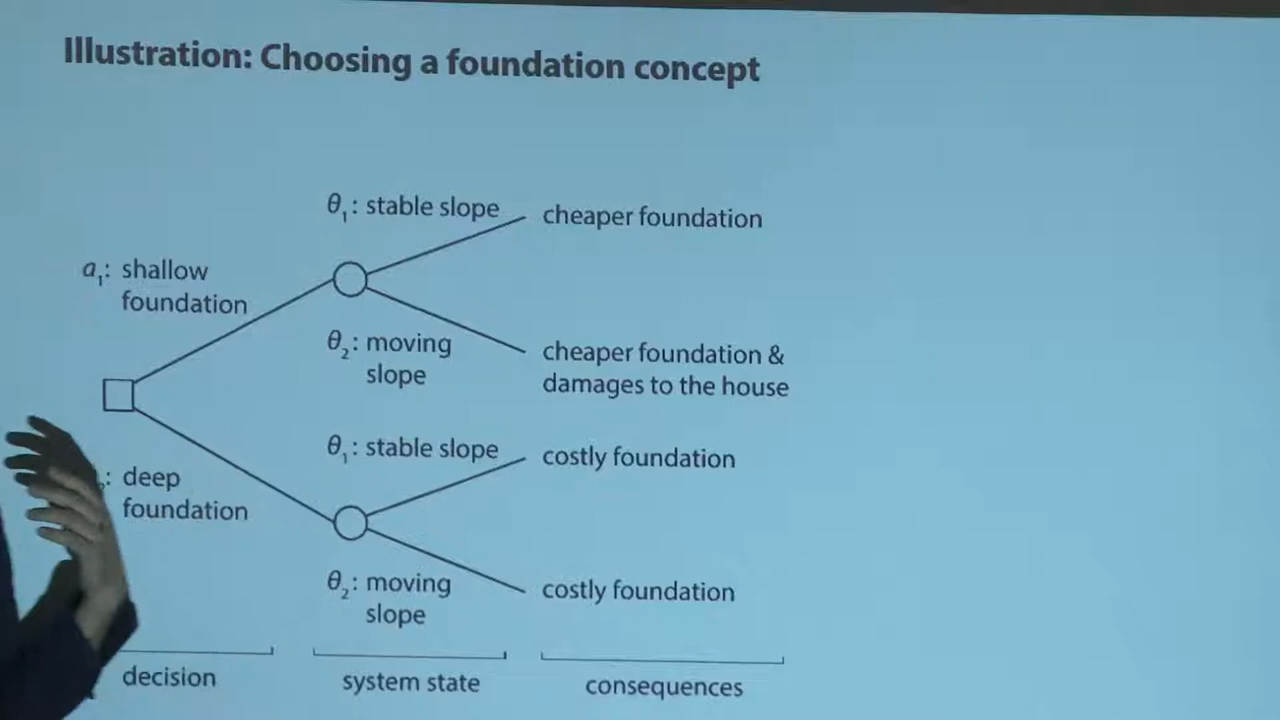 Illustration: Choosing a foundation concept
θ₁: stable slope
cheaper foundation
a₁: shallow
foundation
θ₂: moving
slope
cheaper foundation &
damages to the house
θ₁: stable slope
costly foundation
: deep
foundation
θ₂: moving
slope
costly foundation
decision
system state
consequences